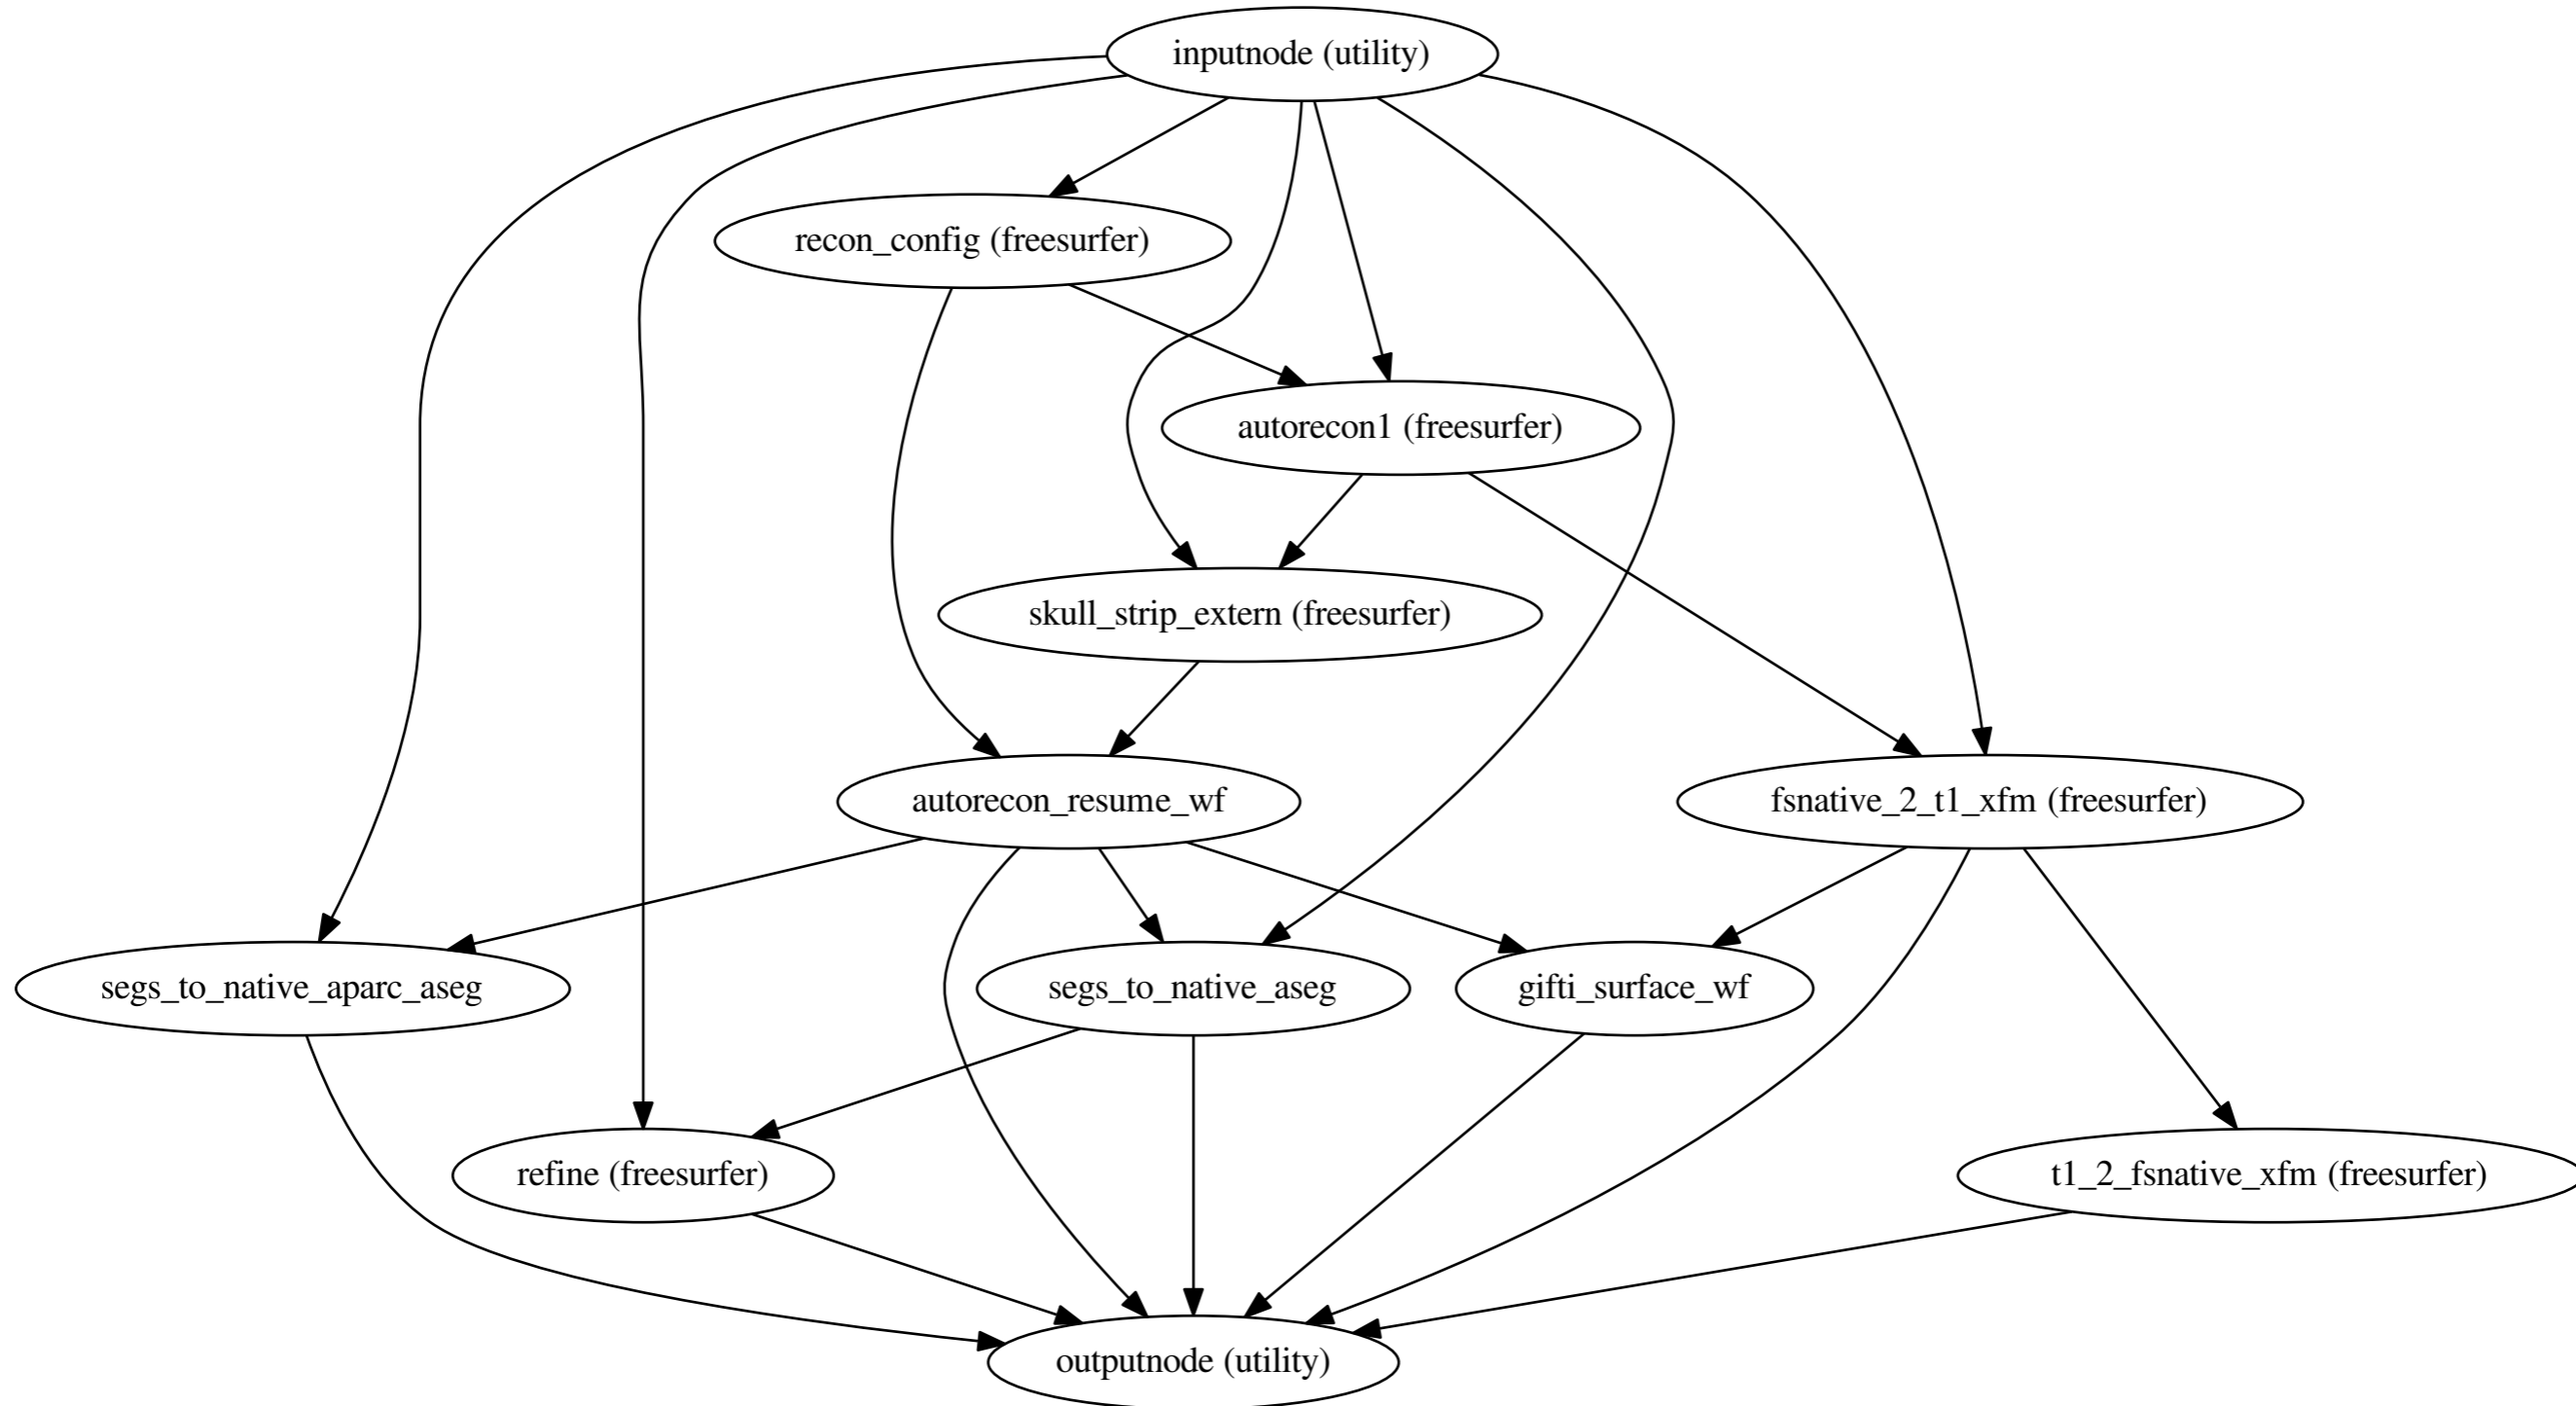 inputnode (utility)
recon_config (freesurfer)
autorecon1 (freesurfer)
skull_strip_extern (freesurfer)
autorecon_resume_wf
fsnative_2_t1_xfm (freesurfer)
segs_to_native_aparc_aseg
segs_to_native_aseg
gifti_surface_wf
refine (freesurfer)
t1_2_fsnative_xfm (freesurfer)
outputnode (utility)